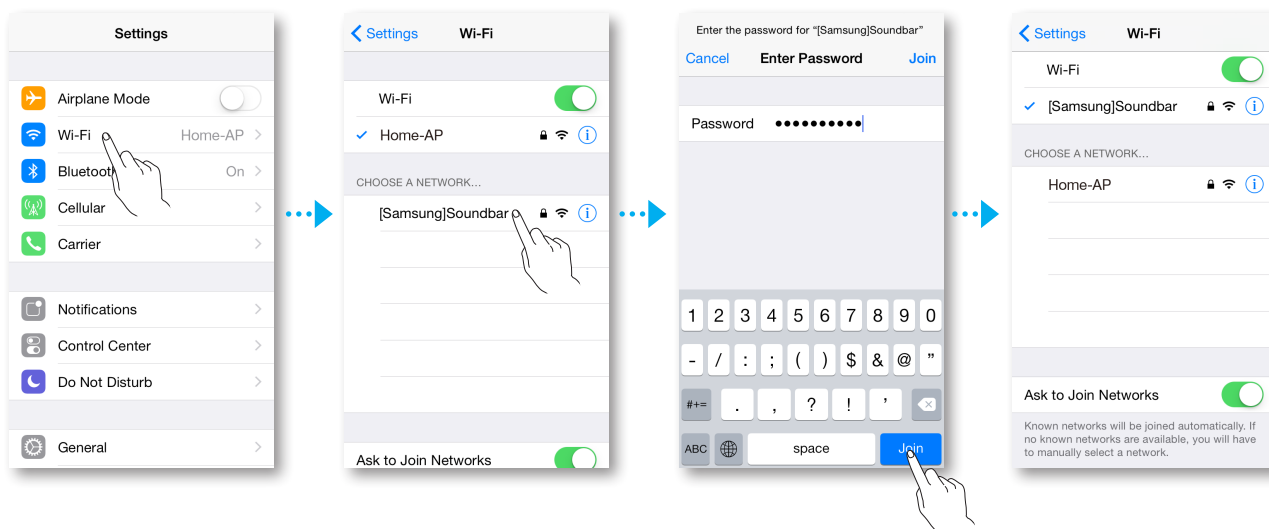 Settings
Airplane Mode
Wi-Fi Home-AP
Bluetooth On
Cellular
Carrier
Notifications
Control Center
Do Not Disturb
General
Settings Wi-Fi
Wi-Fi
Home-AP
CHOOSE A NETWORK...
[Samsung]Soundbar
Ask to Join Networks
Enter the password for “[Samsung]Soundbar”
Cancel Enter Password Join
Password ••••••••••
1 2 3 4 5 6 7 8 9 0
- / : ; ( ) $ & @ ”
#+= . , ? ! ’
ABC space Join
Settings Wi-Fi
Wi-Fi
[Samsung]Soundbar
CHOOSE A NETWORK...
Home-AP
Ask to Join Networks
Known networks will be joined automatically. If
no known networks are available, you will have
to manually select a network.